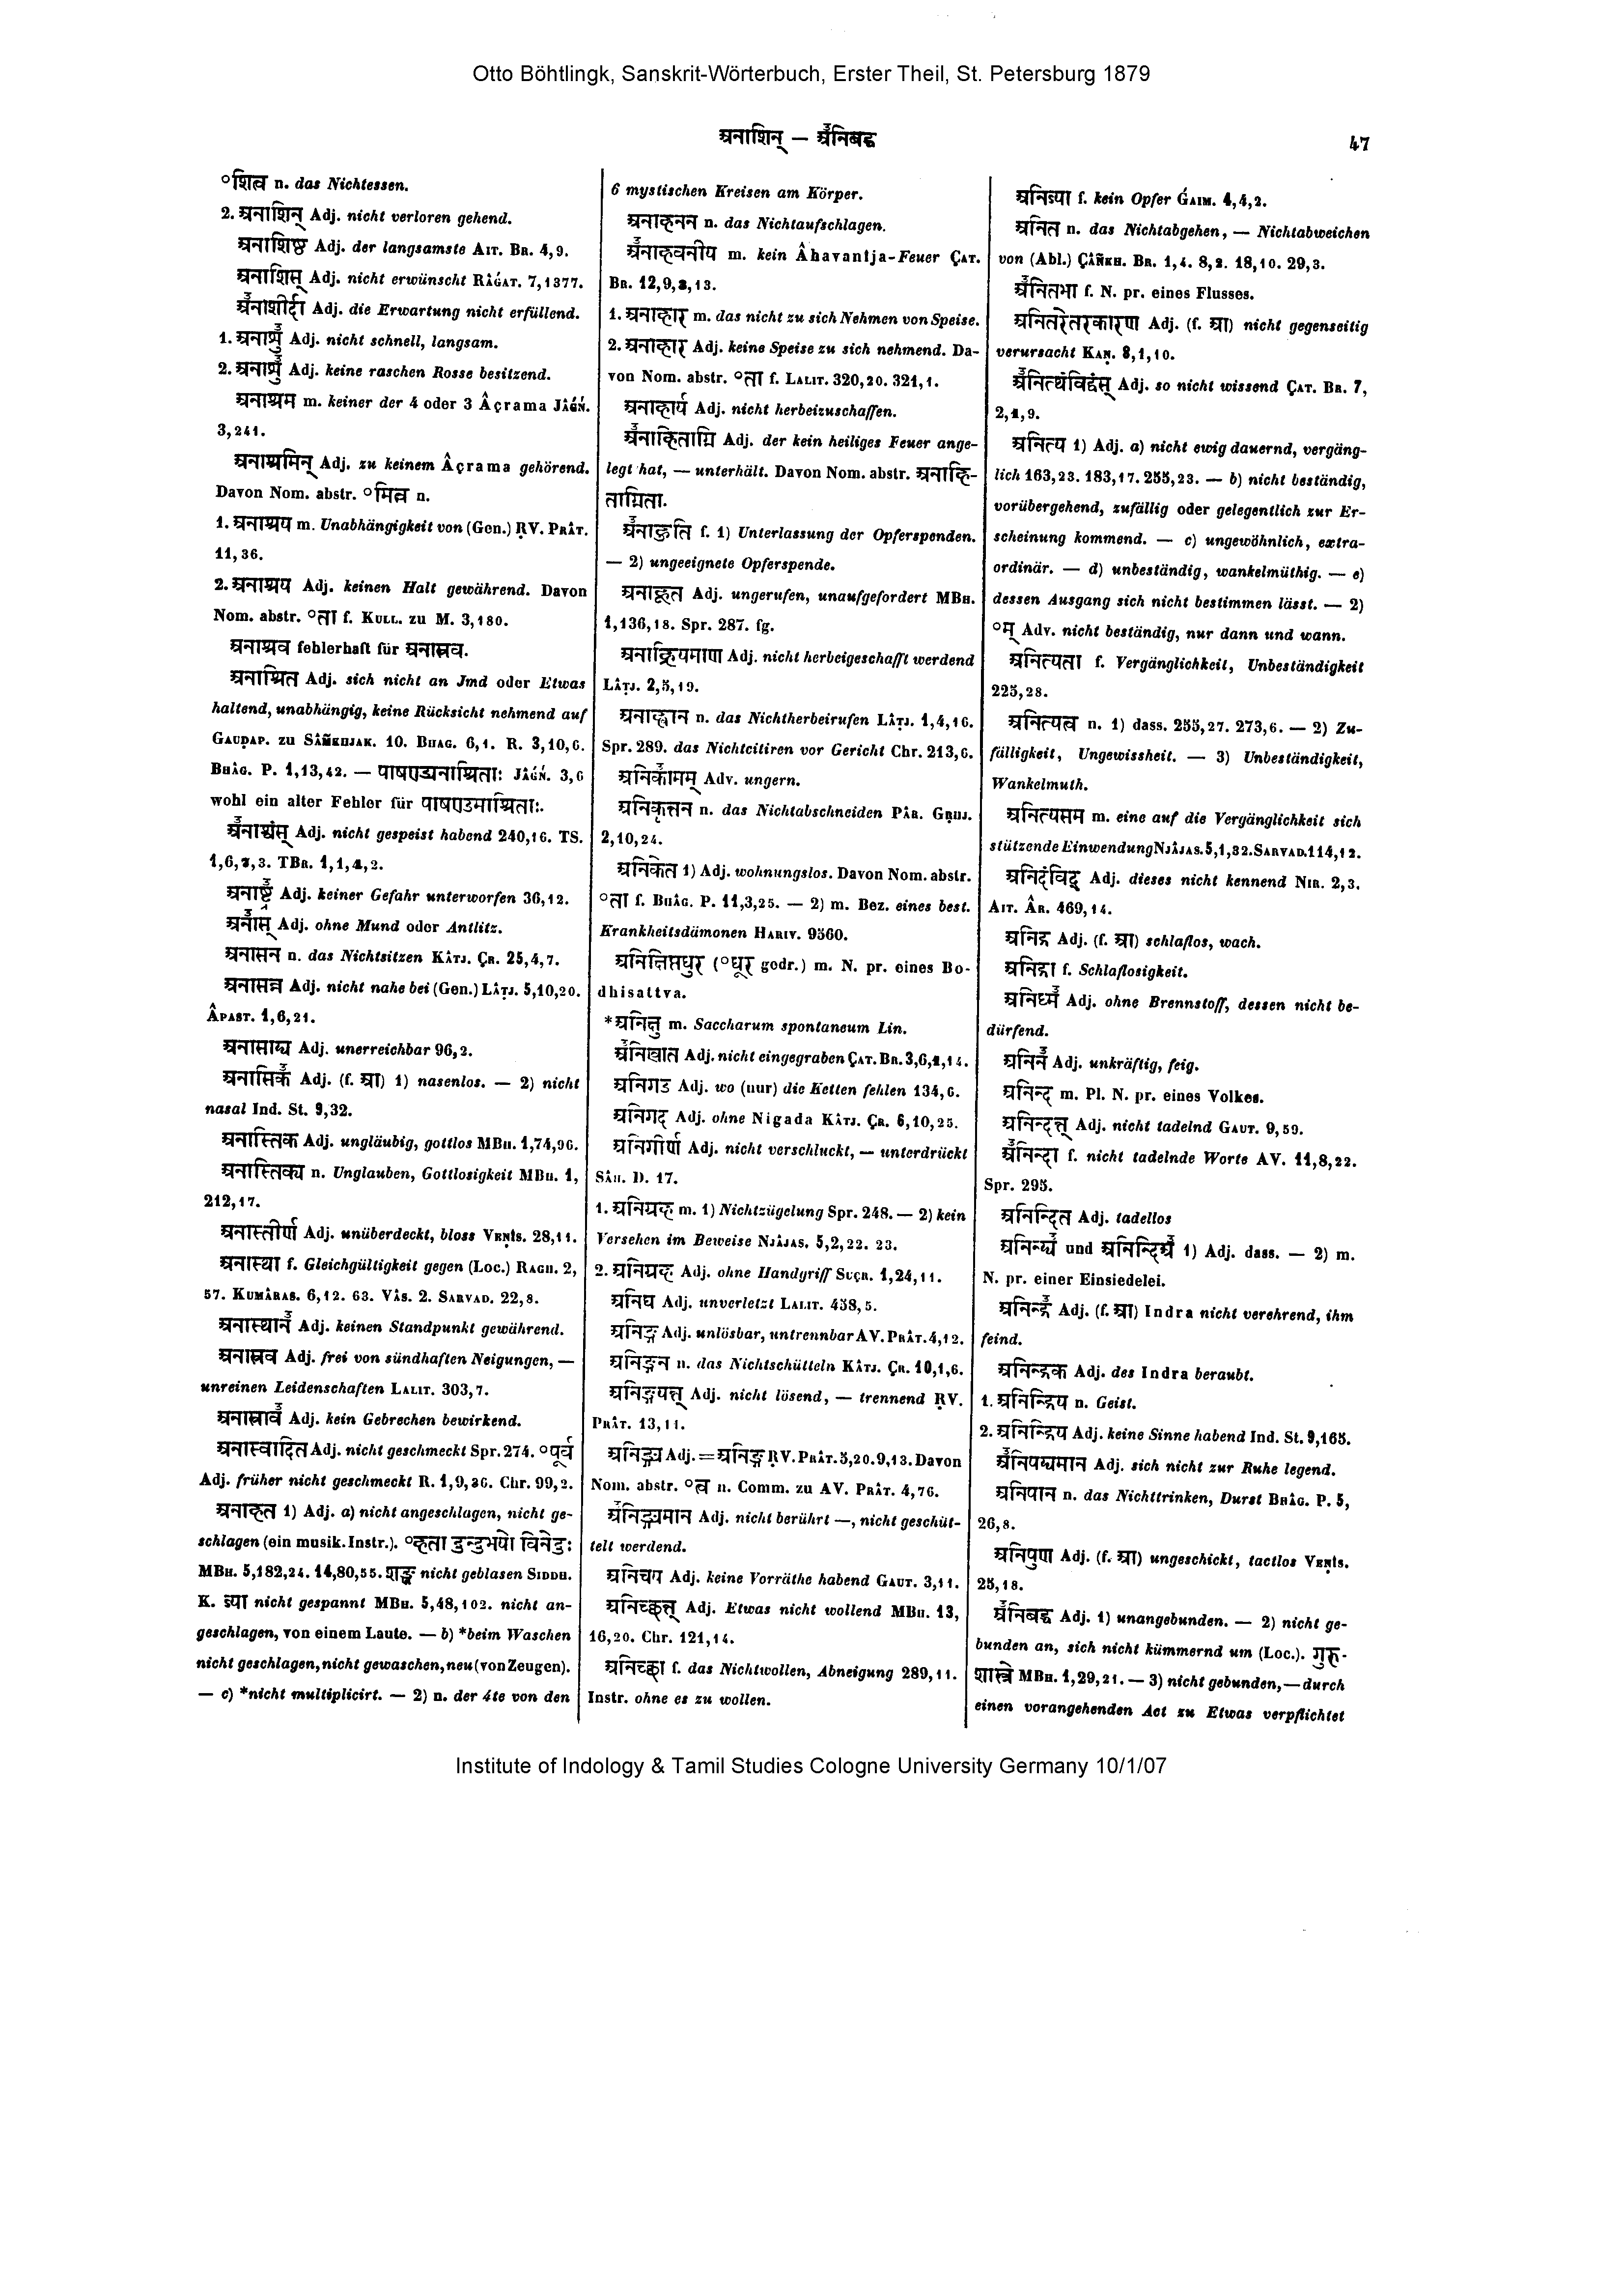 Otto Böhtlingk, Sanskrit-Wörterbuch, Erster Theil, St. Petersburg 1879
अनाशिन् — अनिबद्ध
47
°शित्व n. das Nichtessen.
2. अनाशिन् Adj. nicht verloren gehend.
अनाशिष्ठ Adj. der langsamste AIT. BR. 4,9.
अनाशिस् Adj. nicht erwünscht RÂǴAT. 7,1377.
अनाशीर्दा Adj. die Erwartung nicht erfüllend.
1. अनाशु Adj. nicht schnell, langsam.
2. अनाशु Adj. keine raschen Rosse besitzend.
अनाश्रम m. keiner der 4 oder 3 Âçrama JÂǴŃ.
3,241.
अनाश्रमिन् Adj. zu keinem Âçrama gehörend.
Davon Nom. abstr. °मित्व n.
1. अनाश्रय m. Unabhängigkeit von (Gen.) ṚV. PRÂT.
11,36.
2. अनाश्रय Adj. keinen Halt gewährend. Davon
Nom. abstr. °ता f. KULL. zu M. 3,180.
अनाश्रव fehlerhaft für अनास्रव.
अनाश्रित Adj. sich nicht an Jmd oder Etwas
haltend, unabhängig, keine Rücksicht nehmend auf
GAUḌAP. zu SÂṂKHJAK. 10. BHAG. 6,1. R. 3,10,6.
BHÂG. P. 1,13,42. — पाषण्ड्यनाश्रिताः JÂǴŃ. 3,6
wohl ein alter Fehler für पाषण्डमाश्रिताः.
अनाश्वंस् Adj. nicht gespeist habend 240,16. TS.
1,6,7,3. TBR. 1,1,4,2.
अनाष्ट्र Adj. keiner Gefahr unterworfen 36,12.
अनास् Adj. ohne Mund oder Antlitz.
अनासन n. das Nichtsitzen KÂTJ. ÇR. 25,4,7.
अनासन्न Adj. nicht nahe bei (Gen.) LÂṬJ. 5,10,20.
ÂPAST. 1,6,21.
अनासाद्य Adj. unerreichbar 96,2.
अनासिक Adj. (f. आ) 1) nasenlos. — 2) nicht
nasal Ind. St. 9,32.
अनास्तिक Adj. ungläubig, gottlos MBH. 1,74,96.
अनास्तिक्य n. Unglauben, Gottlosigkeit MBH. 1,
212,17.
अनास्तीर्ण Adj. unüberdeckt, bloss VEṆIS. 28,11.
अनास्था f. Gleichgültigkeit gegen (Loc.) RAGH. 2,
57. KUMÂRAS. 6,12. 63. VÂS. 2. SARVAD. 22,8.
अनास्थान Adj. keinen Standpunkt gewährend.
अनास्रव Adj. frei von sündhaften Neigungen, —
unreinen Leidenschaften LALIT. 303,7.
अनास्राव Adj. kein Gebrechen bewirkend.
अनास्वादित Adj. nicht geschmeckt Spr. 274. °पूर्व
Adj. früher nicht geschmeckt R. 1,9,36. Chr. 99,2.
अनाहत 1) Adj. a) nicht angeschlagen, nicht ge-
schlagen (ein musik. Instr.). °हता दुन्दुभयो विनेदुः
MBH. 5,182,24. 14,80,55. शङ्ख nicht geblasen SIDDH.
K. ज्या nicht gespannt MBH. 5,48,102. nicht an-
geschlagen, von einem Laute. — b) *beim Waschen
nicht geschlagen, nicht gewaschen, neu (von Zeugen).
— c) *nicht multiplicirt. — 2) n. der 4te von den
6 mystischen Kreisen am Körper.
अनाहनन n. das Nichtaufschlagen.
अनाहवनीय m. kein Âhavanîja-Feuer ÇAT.
BR. 12,9,3,13.
1. अनाहार m. das nicht zu sich Nehmen von Speise.
2. अनाहार Adj. keine Speise zu sich nehmend. Da-
von Nom. abstr. °ता f. LALIT. 320,20. 321,1.
अनाहार्य Adj. nicht herbeizuschaffen.
अनाहिताग्नि Adj. der kein heiliges Feuer ange-
legt hat, — unterhält. Davon Nom. abstr. अनाहि-
ताग्निता.
अनाहुति f. 1) Unterlassung der Opferspenden.
— 2) ungeeignete Opferspende.
अनाहूत Adj. ungerufen, unaufgefordert MBH.
1,136,18. Spr. 287. fg.
अनाह्रियमाण Adj. nicht herbeigeschafft werdend
LÂṬJ. 2,5,19.
अनाह्वान n. das Nichtherbeirufen LÂṬJ. 1,4,16.
Spr. 289. das Nichtcitiren vor Gericht Chr. 213,6.
अनिकामम् Adv. ungern.
अनिकृन्तन n. das Nichtabschneiden PÂR. GṚHJ.
2,10,24.
अनिकेत 1) Adj. wohnungslos. Davon Nom. abstr.
°ता f. BHÂG. P. 11,3,25. — 2) m. Bez. eines best.
Krankheitsdämonen HARIV. 9560.
अनिक्षिप्तधुर (°धूर gedr.) m. N. pr. eines Bo-
dhisattva.
*अनिक्षु m. Saccharum spontaneum Lin.
अनिखात Adj. nicht eingegraben ÇAT. BR. 3,6,1,14.
अनिगड Adj. wo (nur) die Ketten fehlen 134,6.
अनिगद Adj. ohne Nigada KÂTJ. ÇR. 6,10,25.
अनिगीर्ण Adj. nicht verschluckt, — unterdrückt
SÂH. D. 17.
1. अनिग्रह m. 1) Nichtzügelung Spr. 248. — 2) kein
Versehen im Beweise NJÂJAS. 5,2,22. 23.
2. अनिग्रह Adj. ohne Handgriff SUÇR. 1,24,11.
अनिघ Adj. unverletzt LALIT. 458,5.
अनिङ्ग Adj. unlösbar, untrennbar AV. PRÂT. 4,12.
अनिङ्गन n. das Nichtschütteln KÂTJ. ÇR. 10,1,6.
अनिङ्गयन्त् Adj. nicht lösend, — trennend ṚV.
PRÂT. 13,11.
अनिङ्ग्य Adj. = अनिङ्ग ṚV. PRÂT. 5,20. 9,13. Davon
Nom. abstr. °त्व n. Comm. zu AV. PRÂT. 4,76.
अनिङ्ग्यमान Adj. nicht berührt —, nicht geschüt-
telt werdend.
अनिचय Adj. keine Vorräthe habend GAUT. 3,11.
अनिच्छन्त् Adj. Etwas nicht wollend MBH. 13,
16,20. Chr. 121,14.
अनिच्छा f. das Nichtwollen, Abneigung 289,11.
Instr. ohne es zu wollen.
अनिज्या f. kein Opfer ǴAIM. 4,4,2.
अनित n. das Nichtabgehen, — Nichtabweichen
von (Abl.) ÇÂṄKH. BR. 1,4. 8,2. 18,10. 29,3.
अनितभा f. N. pr. eines Flusses.
अनितरेतरकारण Adj. (f. आ) nicht gegenseitig
verursacht KAṆ. 8,1,10.
अनित्थंविद्वंस् Adj. so nicht wissend ÇAT. BR. 7,
2,1,9.
अनित्य 1) Adj. a) nicht ewig dauernd, vergäng-
lich 163,23. 183,17. 255,23. — b) nicht beständig,
vorübergehend, zufällig oder gelegentlich zur Er-
scheinung kommend. — c) ungewöhnlich, extra-
ordinär. — d) unbeständig, wankelmüthig. — e)
dessen Ausgang sich nicht bestimmen lässt. — 2)
°म् Adv. nicht beständig, nur dann und wann.
अनित्यता f. Vergänglichkeit, Unbeständigkeit
225,28.
अनित्यत्व n. 1) dass. 255,27. 273,6. — 2) Zu-
fälligkeit, Ungewissheit. — 3) Unbeständigkeit,
Wankelmuth.
अनित्यसम m. eine auf die Vergänglichkeit sich
stützende Einwendung NJÂJAS. 5,1,32. SARVAD. 114,12.
अनिदंविद् Adj. dieses nicht kennend NIR. 2,3.
AIT. ÂR. 469,14.
अनिद्र Adj. (f. आ) schlaflos, wach.
अनिद्रा f. Schlaflosigkeit.
अनिध्म Adj. ohne Brennstoff, dessen nicht be-
dürfend.
अनिन Adj. unkräftig, feig.
अनिन्द m. Pl. N. pr. eines Volkes.
अनिन्दन्त् Adj. nicht tadelnd GAUT. 9,59.
अनिन्दा f. nicht tadelnde Worte AV. 11,8,22.
Spr. 295.
अनिन्दित Adj. tadellos
अनिन्द्य und अनिन्दिय 1) Adj. dass. — 2) m.
N. pr. einer Einsiedelei.
अनिन्द्र Adj. (f. आ) Indra nicht verehrend, ihm
feind.
अनिन्द्रक Adj. des Indra beraubt.
1. अनिन्द्रिय n. Geist.
2. अनिन्द्रिय Adj. keine Sinne habend Ind. St. 9,165.
अनिपद्यमान Adj. sich nicht zur Ruhe legend.
अनिपान n. das Nichttrinken, Durst BHÂG. P. 5,
26,8.
अनिपुण Adj. (f. आ) ungeschickt, tactlos VEṆIS.
25,18.
अनिबद्ध Adj. 1) unangebunden. — 2) nicht ge-
bunden an, sich nicht kümmernd um (Loc.). गुरु-
शास्त्रे MBH. 1,29,21. — 3) nicht gebunden, — durch
einen vorangehenden Act zu Etwas verpflichtet
Institute of Indology & Tamil Studies Cologne University Germany 10/1/07